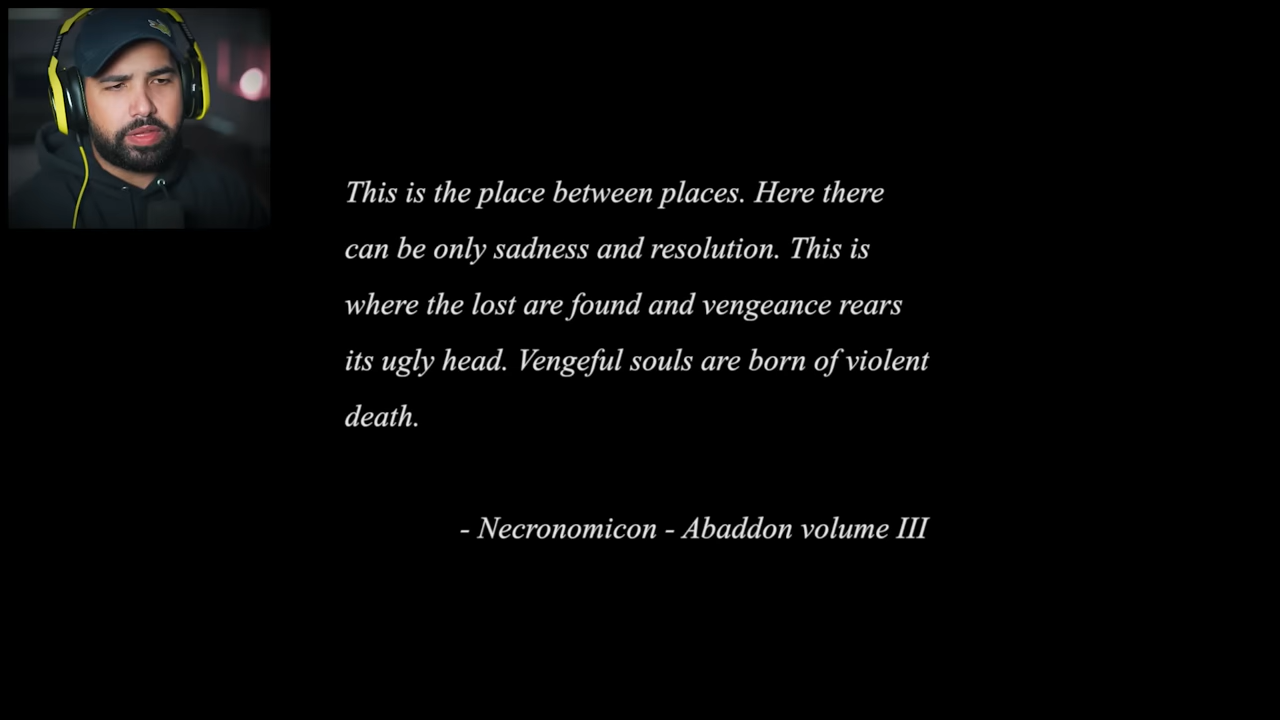 This is the place between places. Here there
can be only sadness and resolution. This is
where the lost are found and vengeance rears
its ugly head. Vengeful souls are born of violent
death.
- Necronomicon - Abaddon volume III